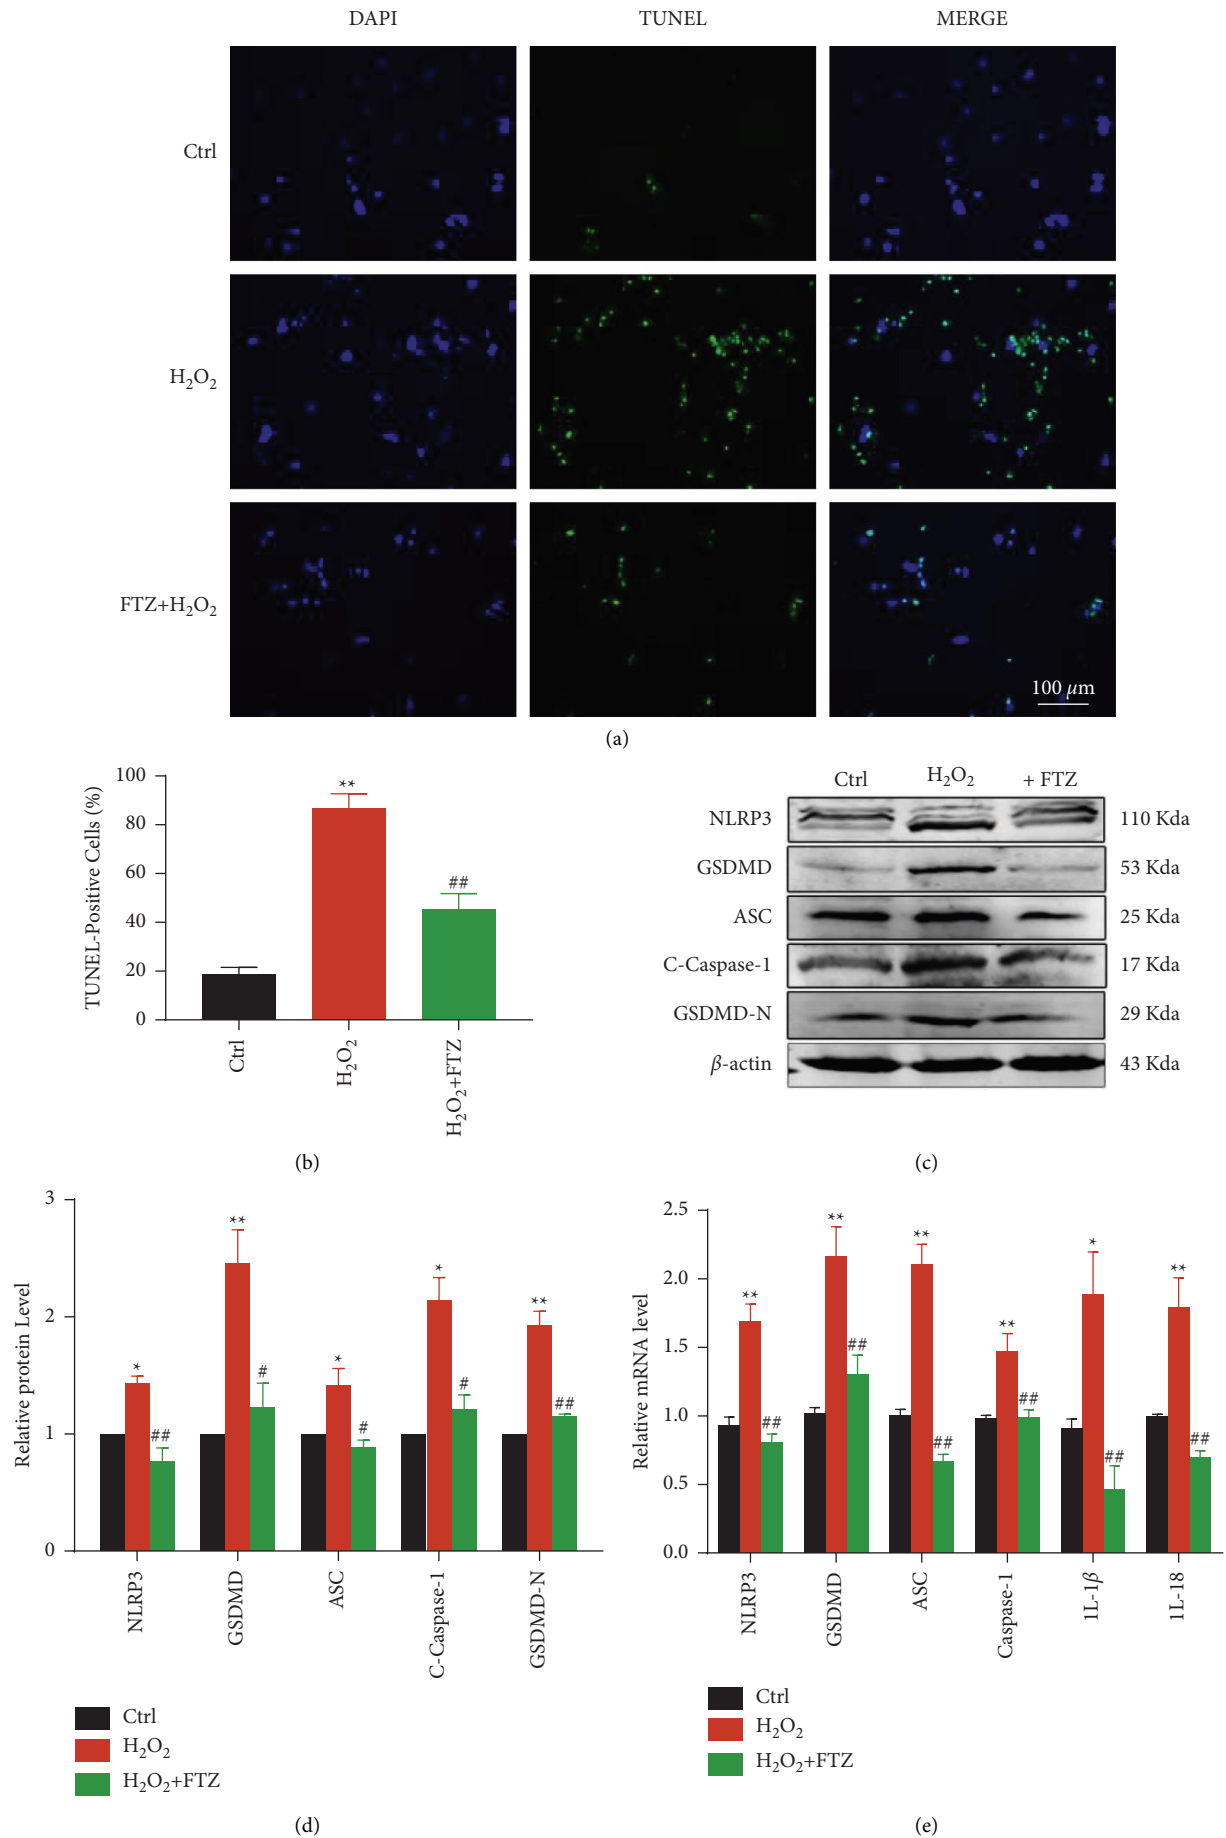 DAPI TUNEL MERGE
Ctrl
H₂O₂
FTZ+H₂O₂
100 µm
(a)
TUNEL-Positive Cells (%)
100
80
60
40
20
0
**
##
Ctrl
H₂O₂
H₂O₂+FTZ
(b)
Ctrl H₂O₂ + FTZ
NLRP3 110 Kda
GSDMD 53 Kda
ASC 25 Kda
C-Caspase-1 17 Kda
GSDMD-N 29 Kda
β-actin 43 Kda
(c)
Relative protein Level
3
2
1
0
* ##
** #
* #
* #
** ##
NLRP3
GSDMD
ASC
C-Caspase-1
GSDMD-N
Ctrl
H₂O₂
H₂O₂+FTZ
(d)
Relative mRNA level
2.5
2.0
1.5
1.0
0.5
0.0
** ##
** ##
** ##
** ##
* ##
** ##
NLRP3
GSDMD
ASC
Caspase-1
1L-1β
1L-18
Ctrl
H₂O₂
H₂O₂+FTZ
(e)